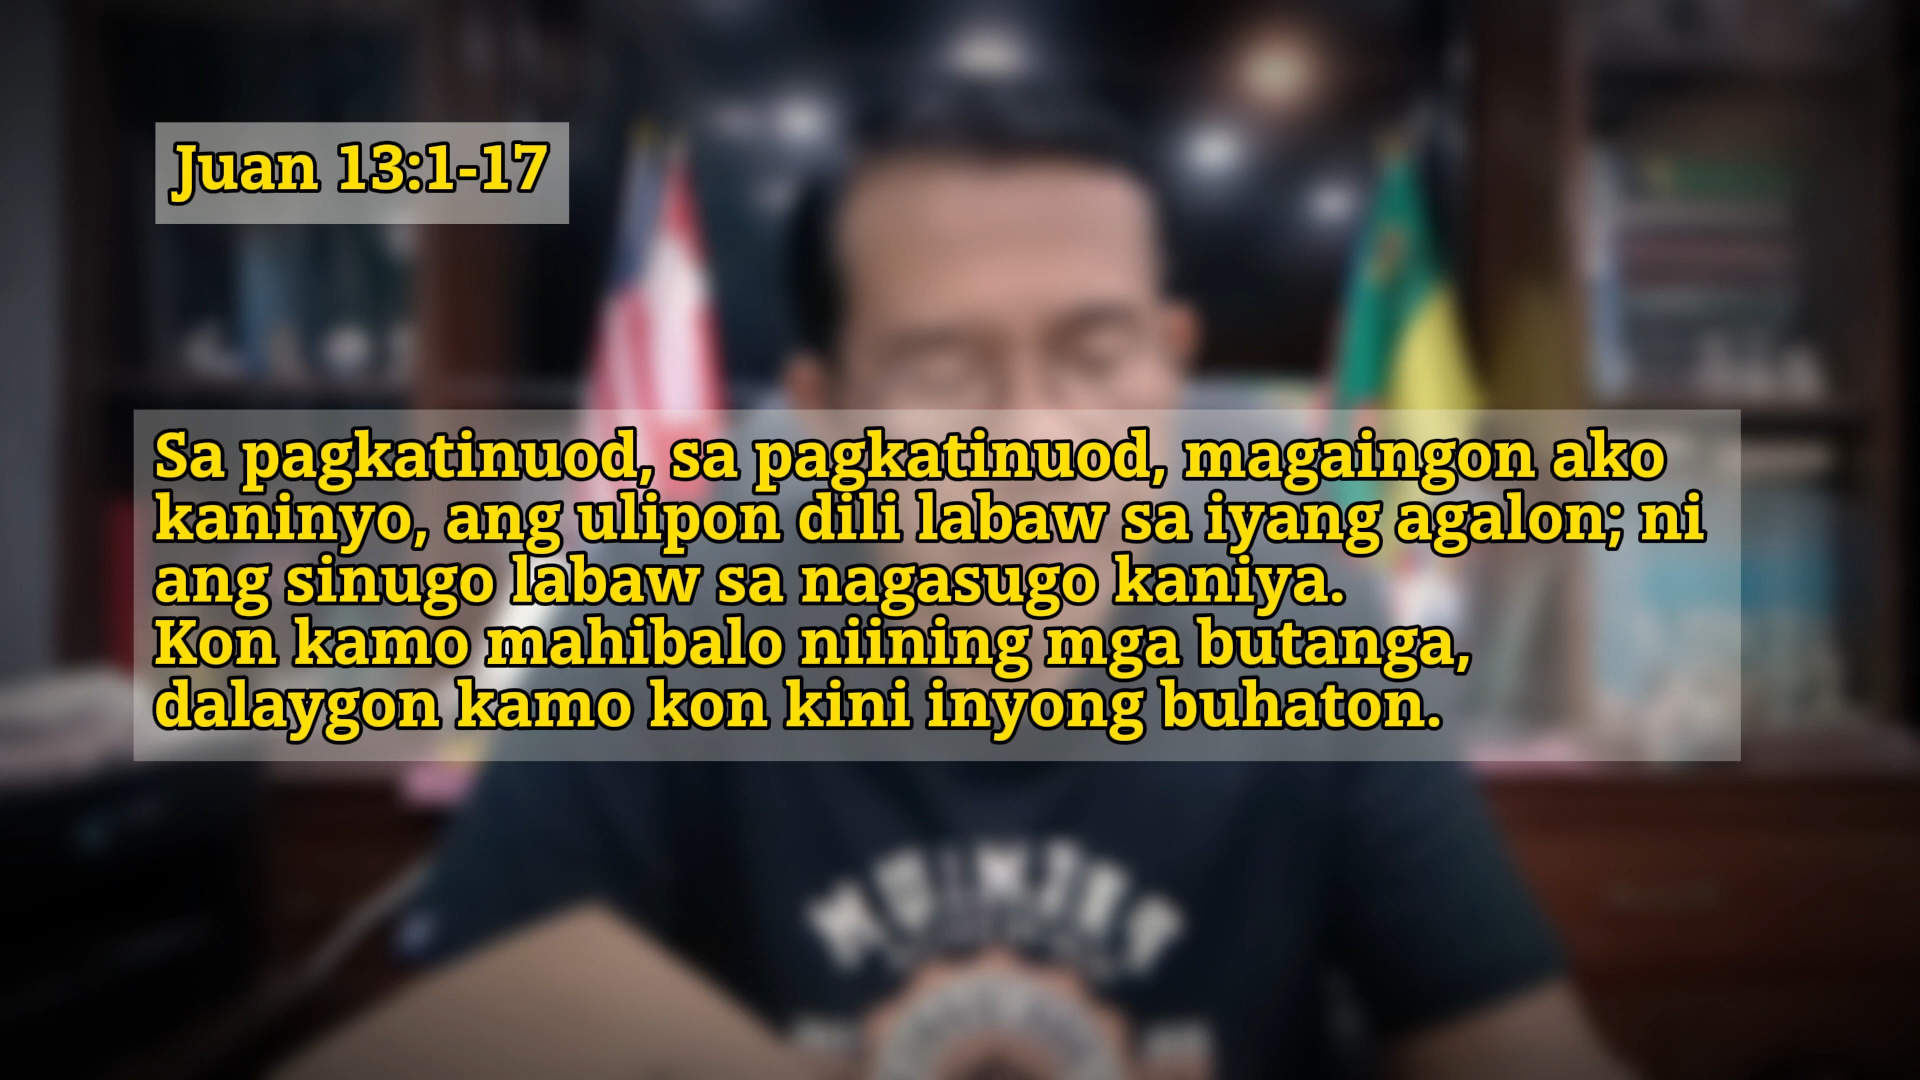 Juan 13:1-17
Sa pagkatinuod, sa pagkatinuod, magaingon ako
kaninyo, ang ulipon dili labaw sa iyang agalon; ni
ang sinugo labaw sa nagasugo kaniya.
Kon kamo mahibalo niining mga butanga,
dalaygon kamo kon kini inyong buhaton.